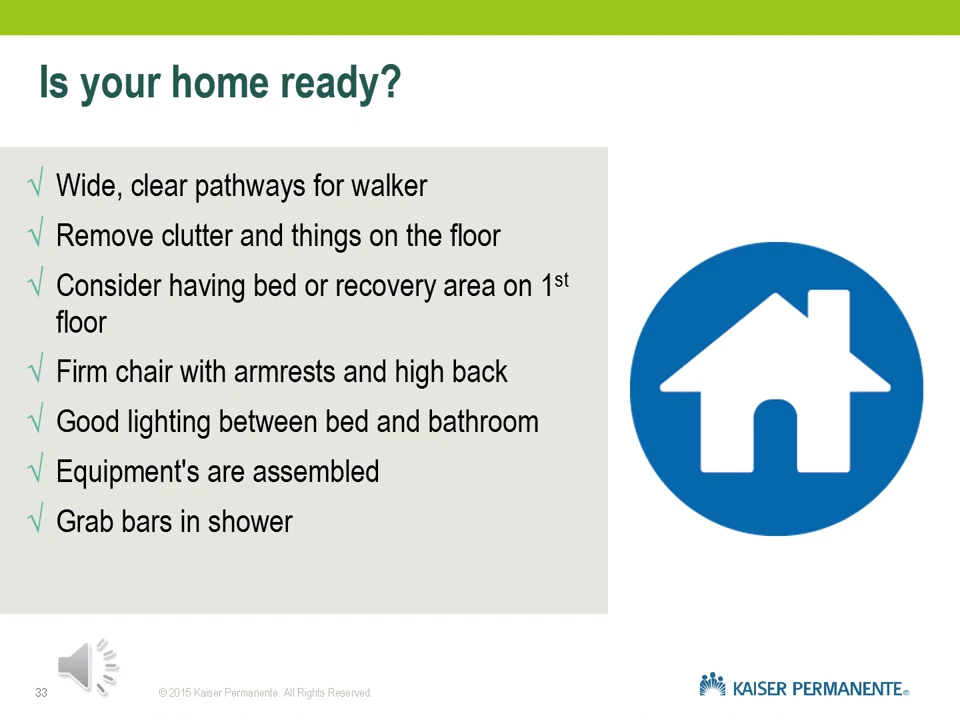 Is your home ready?
√ Wide, clear pathways for walker
√ Remove clutter and things on the floor
√ Consider having bed or recovery area on 1st
floor
√ Firm chair with armrests and high back
√ Good lighting between bed and bathroom
√ Equipment's are assembled
√ Grab bars in shower
33
© 2015 Kaiser Permanente. All Rights Reserved.
KAISER PERMANENTE®